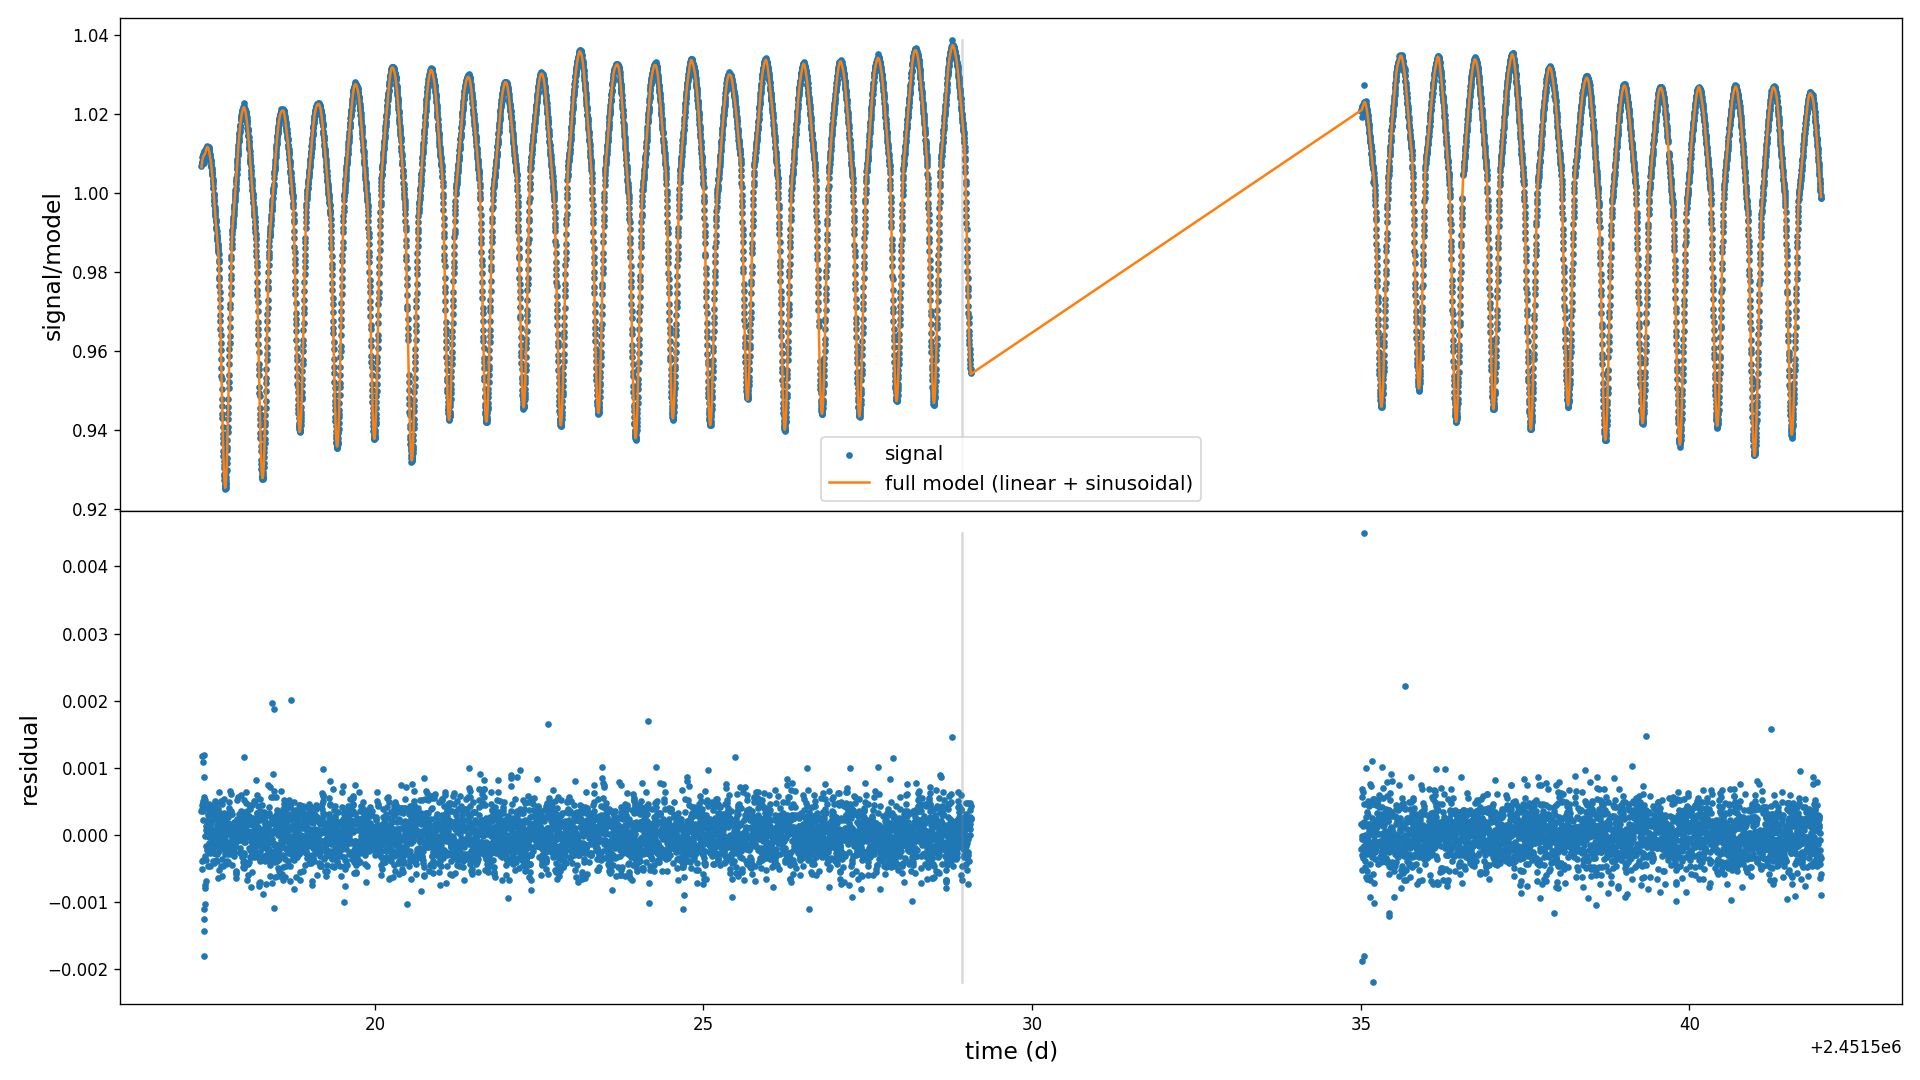 1.04
1.02
1.00
0.98
0.96
0.94
0.92
signal/model
signal
full model (linear + sinusoidal)
0.004
0.003
0.002
0.001
0.000
−0.001
−0.002
residual
20 25 30 35 40
time (d)
+2.4515e6